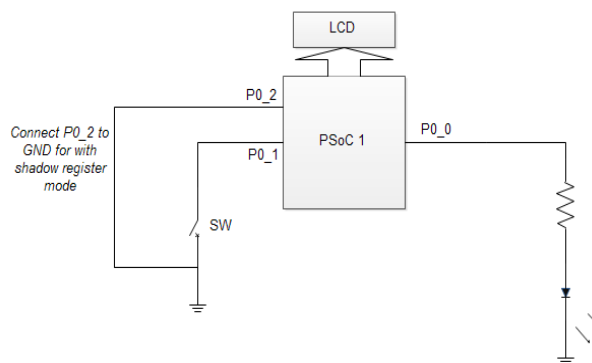 LCD
P0_2
Connect P0_2 to
GND for with
shadow register
mode
P0_1
PSoC 1
P0_0
SW